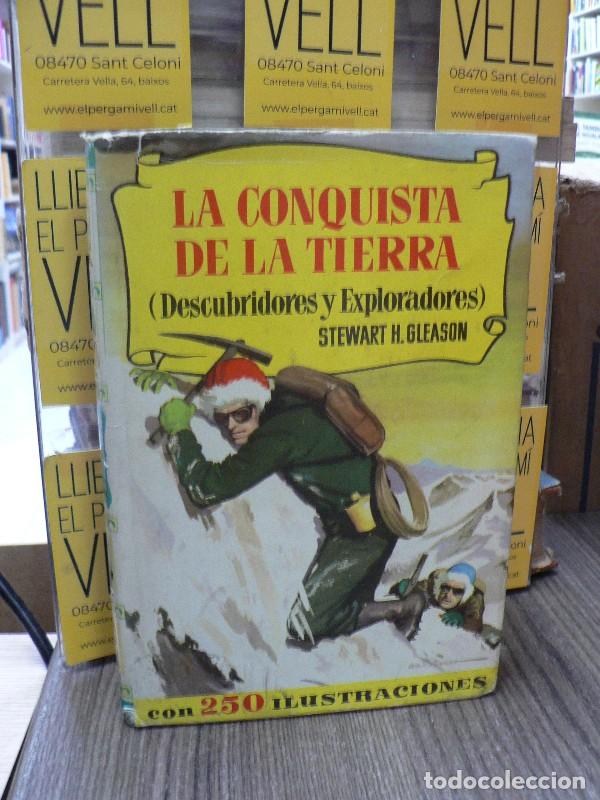 VELL
08470 Sant Celoni
Carretera Vella, 64, baixos
www.elpergamivell.cat
VELL
08470 Sant Celoni
Carretera Vella, 64, baixos
www.elpergamivell.cat
VELL
08470 Sant Celoni
Carretera Vella, 64, baixos
www.elpergamivell.cat
LA CONQUISTA
DE LA TIERRA
(Descubridores y Exploradores)
STEWART H. GLEASON
con 250 ILUSTRACIONES
todocoleccion